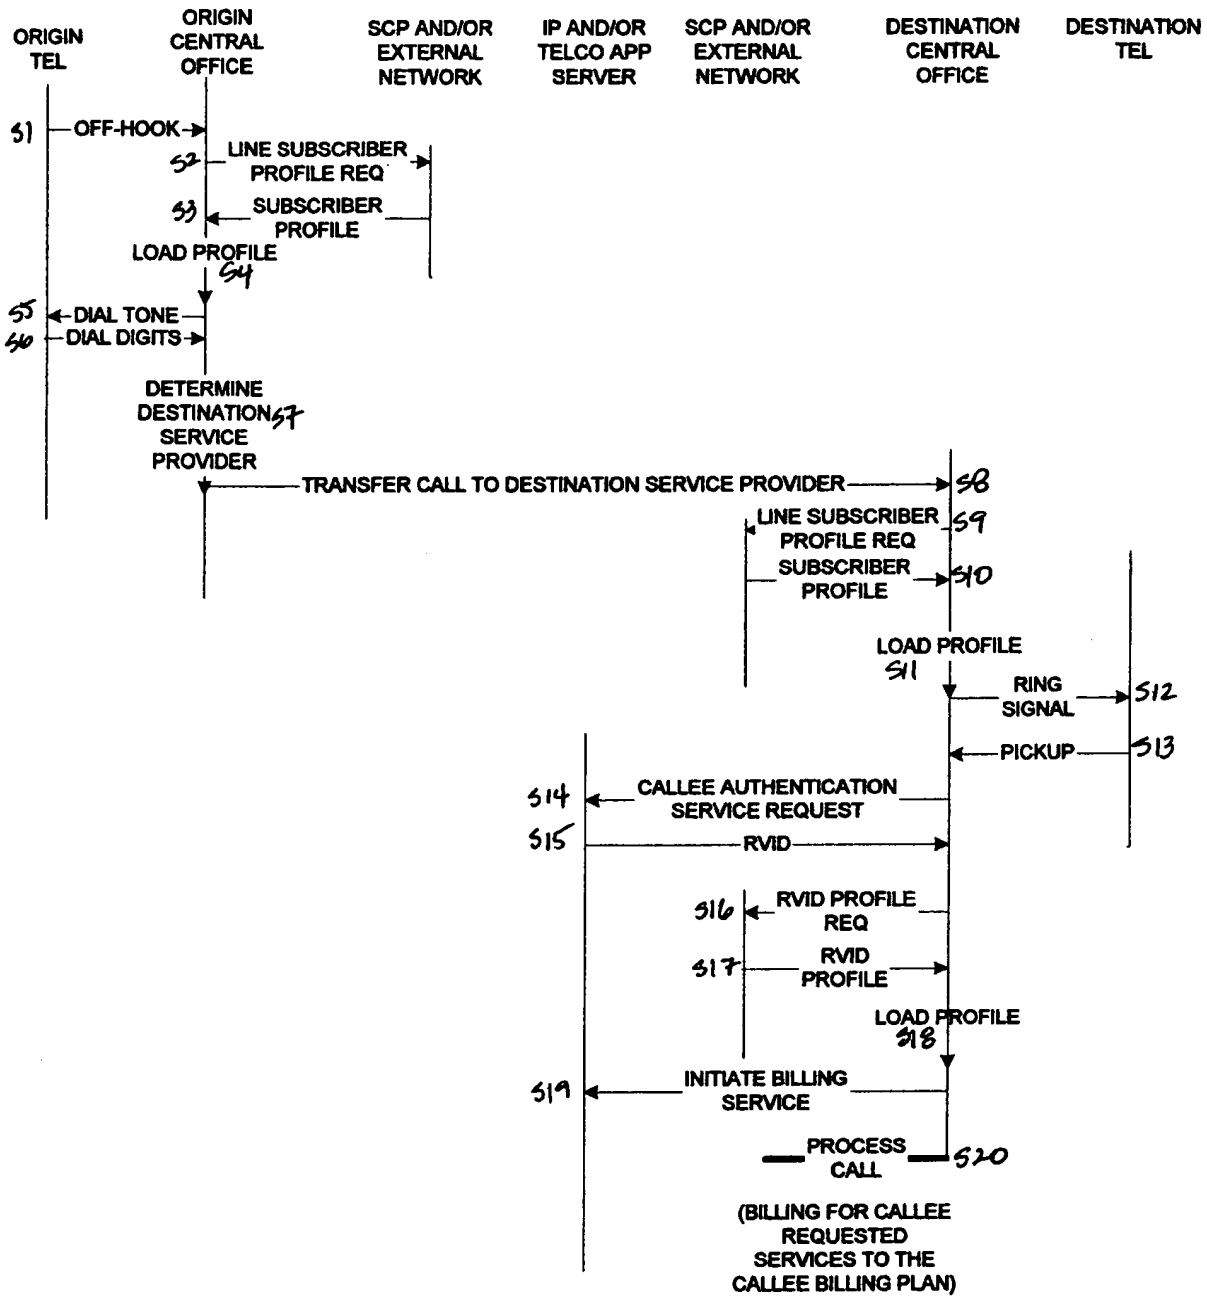 ORIGIN
TEL
ORIGIN
CENTRAL
OFFICE
SCP AND/OR
EXTERNAL
NETWORK
IP AND/OR
TELCO APP
SERVER
SCP AND/OR
EXTERNAL
NETWORK
DESTINATION
CENTRAL
OFFICE
DESTINATION
TEL
S1 OFF-HOOK
S2 LINE SUBSCRIBER
PROFILE REQ
S3 SUBSCRIBER
PROFILE
LOAD PROFILE
S4
S5 DIAL TONE
S6 DIAL DIGITS
DETERMINE
DESTINATION S7
SERVICE
PROVIDER
TRANSFER CALL TO DESTINATION SERVICE PROVIDER S8
LINE SUBSCRIBER S9
PROFILE REQ
SUBSCRIBER S10
PROFILE
LOAD PROFILE
S11
RING S12
SIGNAL
PICKUP S13
S14 CALLEE AUTHENTICATION
SERVICE REQUEST
S15 RVID
S16 RVID PROFILE
REQ
S17 RVID
PROFILE
LOAD PROFILE
S18
S19 INITIATE BILLING
SERVICE
PROCESS S20
CALL
(BILLING FOR CALLEE
REQUESTED
SERVICES TO THE
CALLEE BILLING PLAN)